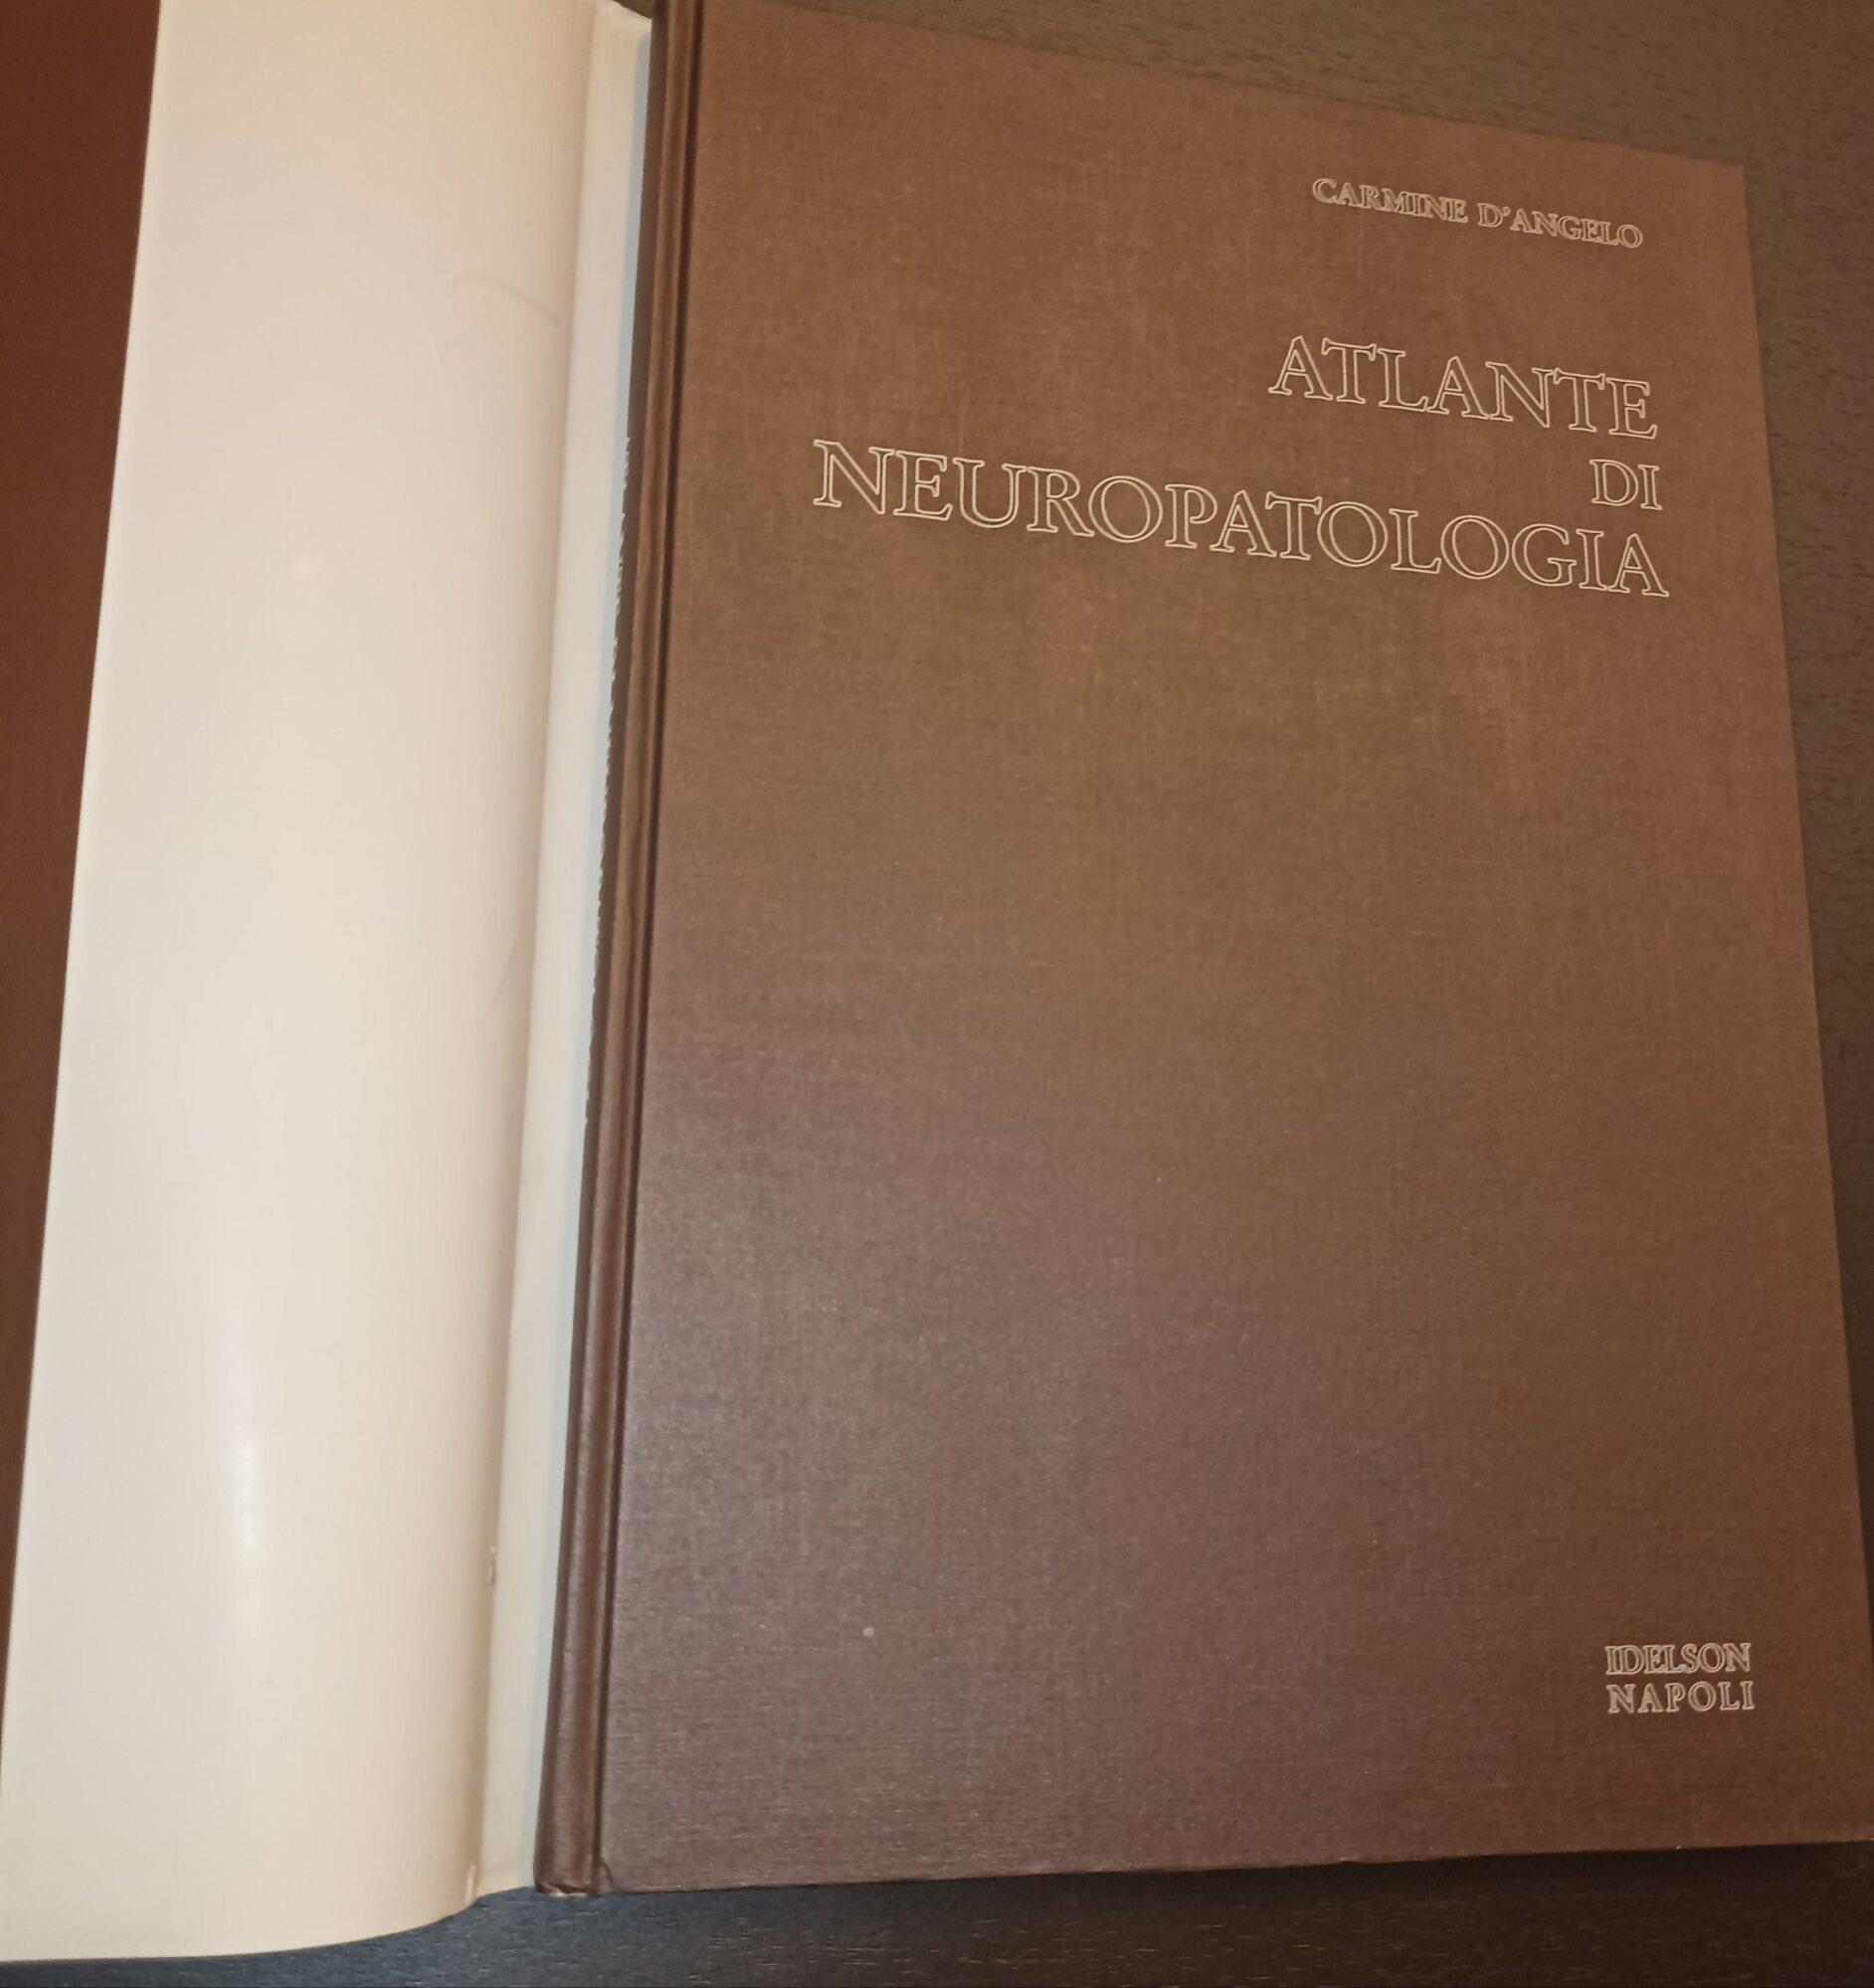 CARMINE D'ANGELO
ATLANTE
DI
NEUROPATOLOGIA
IDELSON
NAPOLI